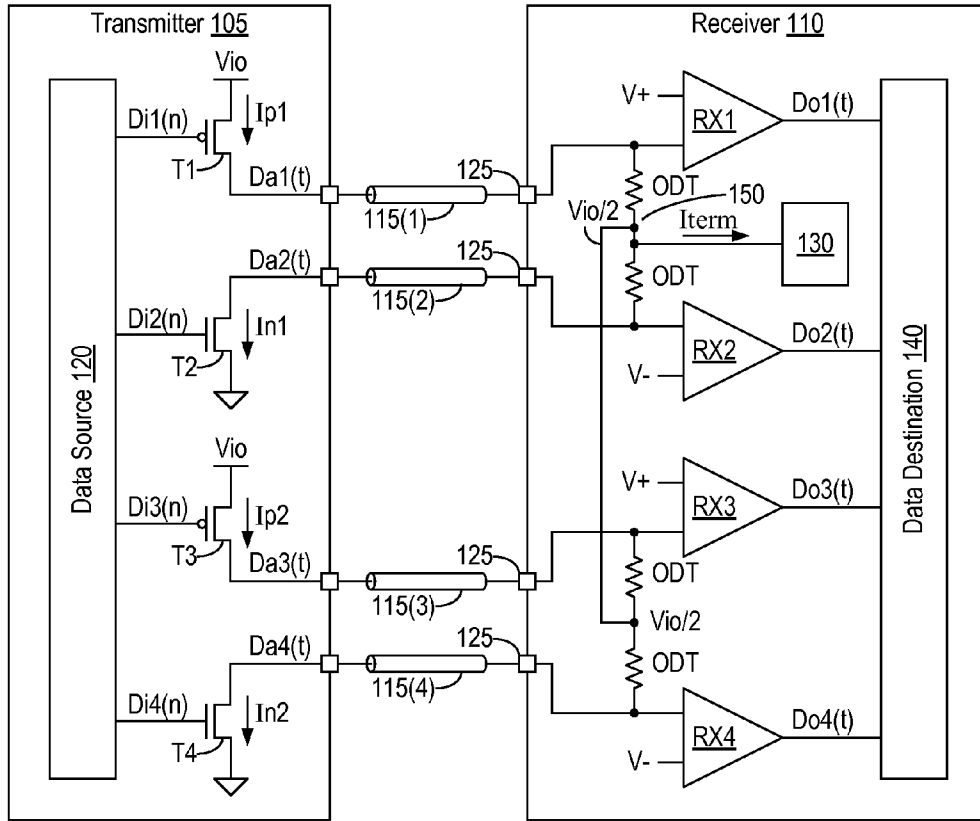 Transmitter 105
Receiver 110
Vio
Di1(n)
Ip1
T1
Da1(t)
115(1)
125
V+
RX1
Do1(t)
ODT
150
Vio/2
Iterm
130
Di2(n)
Da2(t)
In1
T2
115(2)
125
ODT
RX2
V-
Do2(t)
Data Source 120
Data Destination 140
Vio
Di3(n)
Ip2
T3
Da3(t)
115(3)
125
V+
RX3
Do3(t)
ODT
Vio/2
Di4(n)
Da4(t)
In2
T4
115(4)
125
ODT
RX4
V-
Do4(t)